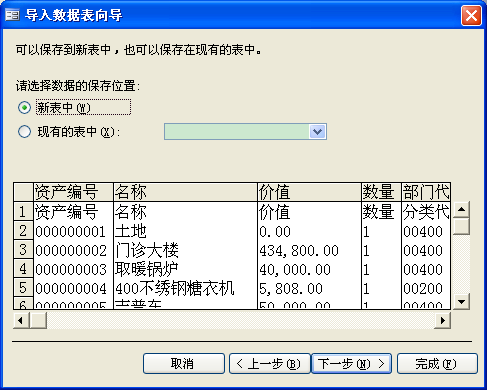 导入数据表向导
可以保存到新表中，也可以保存在现有的表中。
请选择数据的保存位置:
新表中(W)
现有的表中(X):
资产编号 名称 价值 数量 部门代
1 资产编号 名称 价值 数量 分类代
2 000000001 土地 0.00 1 00400
3 000000002 门诊大楼 434,800.00 1 00400
4 000000003 取暖锅炉 40,000.00 1 00400
5 000000004 400不绣钢糖衣机 5,808.00 1 00200
6 000000005 吉普车 50,000.00 1 00400
取消 < 上一步(B) 下一步(N) > 完成(F)